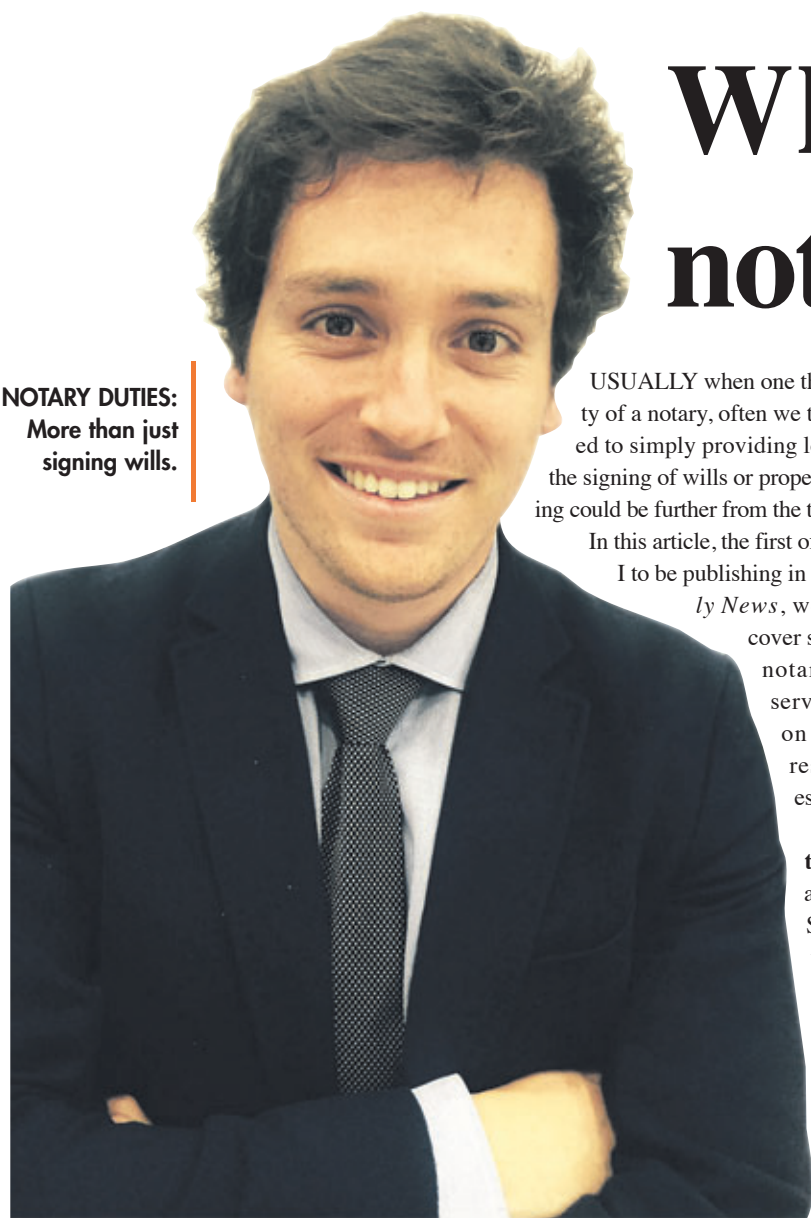 Wh
not
NOTARY DUTIES:
More than just
signing wills.
USUALLY when one th
ty of a notary, often we t
ed to simply providing l
the signing of wills or prope
ing could be further from the t
In this article, the first o
I to be publishing in
ly News, w
cover s
notar
serv
on
re
es
t
a
S